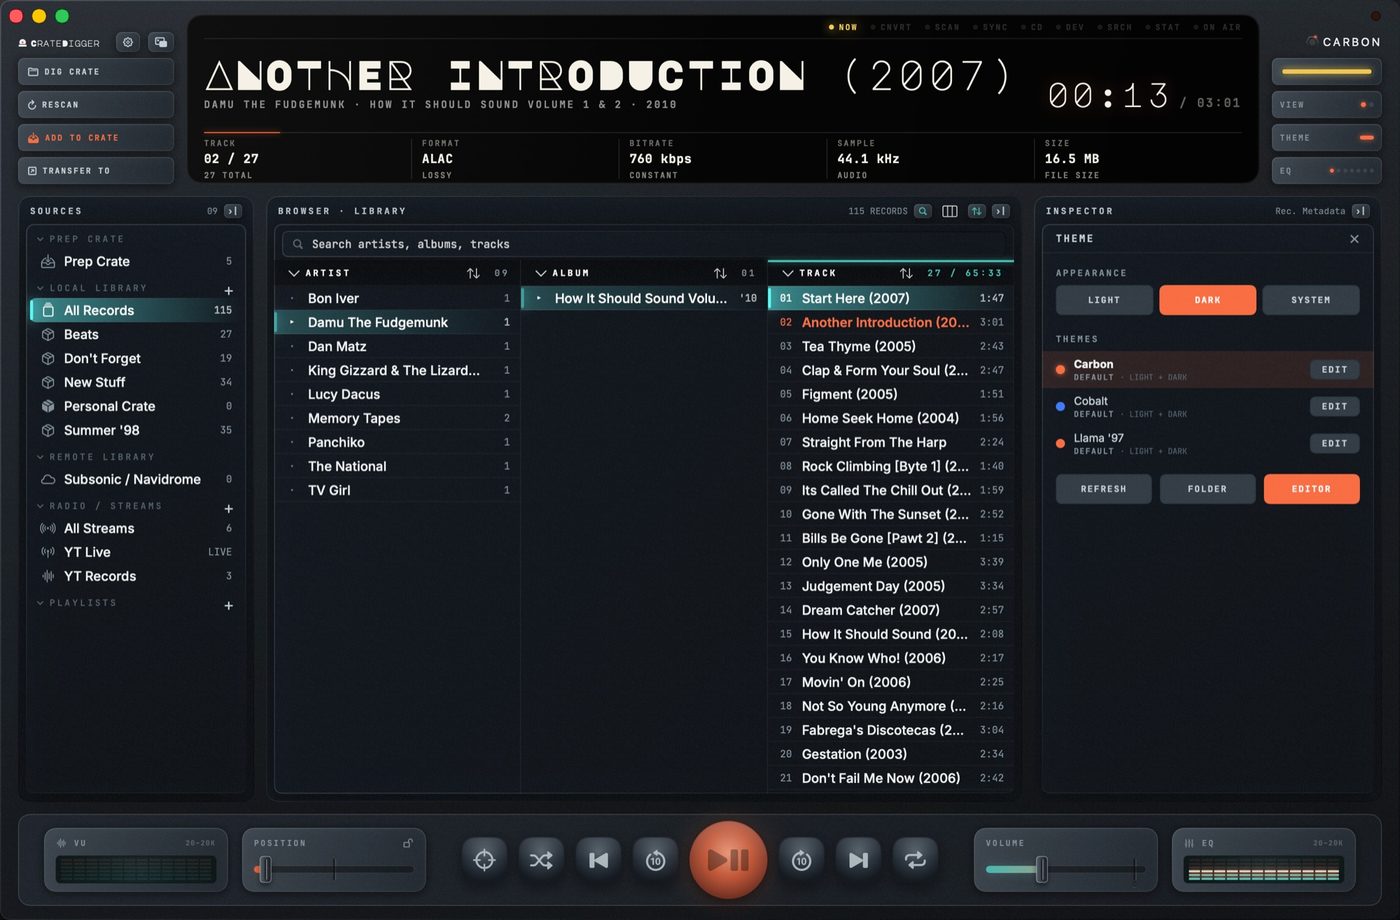 CRATEDIGGER
DIG CRATE
RESCAN
ADD TO CRATE
TRANSFER TO
NOW CNVRT SCAN SYNC CD DEV SRCH STAT ON AIR
ANOTHER INTRODUCTION (2007)
DAMU THE FUDGEMUNK · HOW IT SHOULD SOUND VOLUME 1 & 2 · 2010
00:13 / 03:01
TRACK
02 / 27
27 TOTAL
FORMAT
ALAC
LOSSY
BITRATE
760 kbps
CONSTANT
SAMPLE
44.1 kHz
AUDIO
SIZE
16.5 MB
FILE SIZE
CARBON
VIEW
THEME
EQ
SOURCES 09
PREP CRATE
Prep Crate 5
LOCAL LIBRARY +
All Records 115
Beats 27
Don't Forget 19
New Stuff 34
Personal Crate 0
Summer '98 35
REMOTE LIBRARY
Subsonic / Navidrome 0
RADIO / STREAMS +
All Streams 6
YT Live LIVE
YT Records 3
PLAYLISTS +
BROWSER · LIBRARY 115 RECORDS
Search artists, albums, tracks
ARTIST 09
Bon Iver 1
Damu The Fudgemunk 1
Dan Matz 1
King Gizzard & The Lizard... 1
Lucy Dacus 1
Memory Tapes 2
Panchiko 1
The National 1
TV Girl 1
ALBUM 01
How It Should Sound Volu... '10
TRACK 27 / 65:33
01 Start Here (2007) 1:47
02 Another Introduction (20... 3:01
03 Tea Thyme (2005) 2:43
04 Clap & Form Your Soul (2... 2:47
05 Figment (2005) 1:51
06 Home Seek Home (2004) 1:56
07 Straight From The Harp 2:24
08 Rock Climbing [Byte 1] (2... 1:40
09 Its Called The Chill Out (2... 1:59
10 Gone With The Sunset (2... 2:52
11 Bills Be Gone [Pawt 2] (2... 1:15
12 Only One Me (2005) 3:39
13 Judgement Day (2005) 3:34
14 Dream Catcher (2007) 2:57
15 How It Should Sound (20... 2:08
16 You Know Who! (2006) 2:17
17 Movin' On (2006) 2:25
18 Not So Young Anymore (... 2:16
19 Fabrega's Discotecas (2... 3:04
20 Gestation (2003) 2:34
21 Don't Fail Me Now (2006) 2:42
INSPECTOR Rec. Metadata
THEME
APPEARANCE
LIGHT DARK SYSTEM
THEMES
Carbon
DEFAULT · LIGHT + DARK
EDIT
Cobalt
DEFAULT · LIGHT + DARK
EDIT
Llama '97
DEFAULT · LIGHT + DARK
EDIT
REFRESH FOLDER EDITOR
VU 20-20K
POSITION
10
10
VOLUME
EQ 20-20K